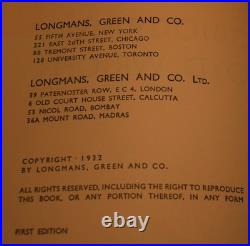 LONGMANS, GREEN AND CO.
55 FIFTH AVENUE, NEW YORK
221 EAST 20TH STREET, CHICAGO
88 TREMONT STREET, BOSTON
128 UNIVERSITY AVENUE, TORONTO
LONGMANS, GREEN AND CO. LTD.
39 PATERNOSTER ROW, E C 4, LONDON
6 OLD COURT HOUSE STREET, CALCUTTA
53 NICOL ROAD, BOMBAY
36A MOUNT ROAD, MADRAS
COPYRIGHT · 1932
BY LONGMANS, GREEN AND CO.
ALL RIGHTS RESERVED, INCLUDING THE RIGHT TO REPRODUCE
THIS BOOK, OR ANY PORTION THEREOF, IN ANY FORM
FIRST EDITION